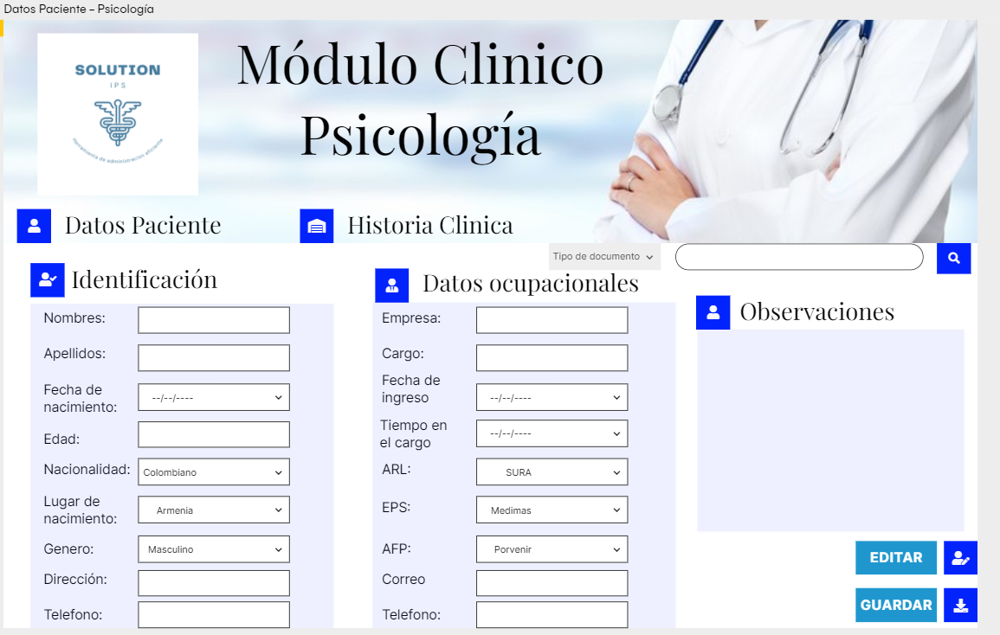 Datos Paciente – Psicología
SOLUTION
IPS
Herramienta de administracion eficiente
Módulo Clinico
Psicología
Datos Paciente
Historia Clinica
Tipo de documento
Identificación
Nombres:
Apellidos:
Fecha de
nacimiento:
--/--/----
Edad:
Nacionalidad:
Colombiano
Lugar de
nacimiento:
Armenia
Genero:
Masculino
Dirección:
Telefono:
Datos ocupacionales
Empresa:
Cargo:
Fecha de
ingreso
--/--/----
Tiempo en
el cargo
--/--/----
ARL:
SURA
EPS:
Medimas
AFP:
Porvenir
Correo
Telefono:
Observaciones
EDITAR
GUARDAR